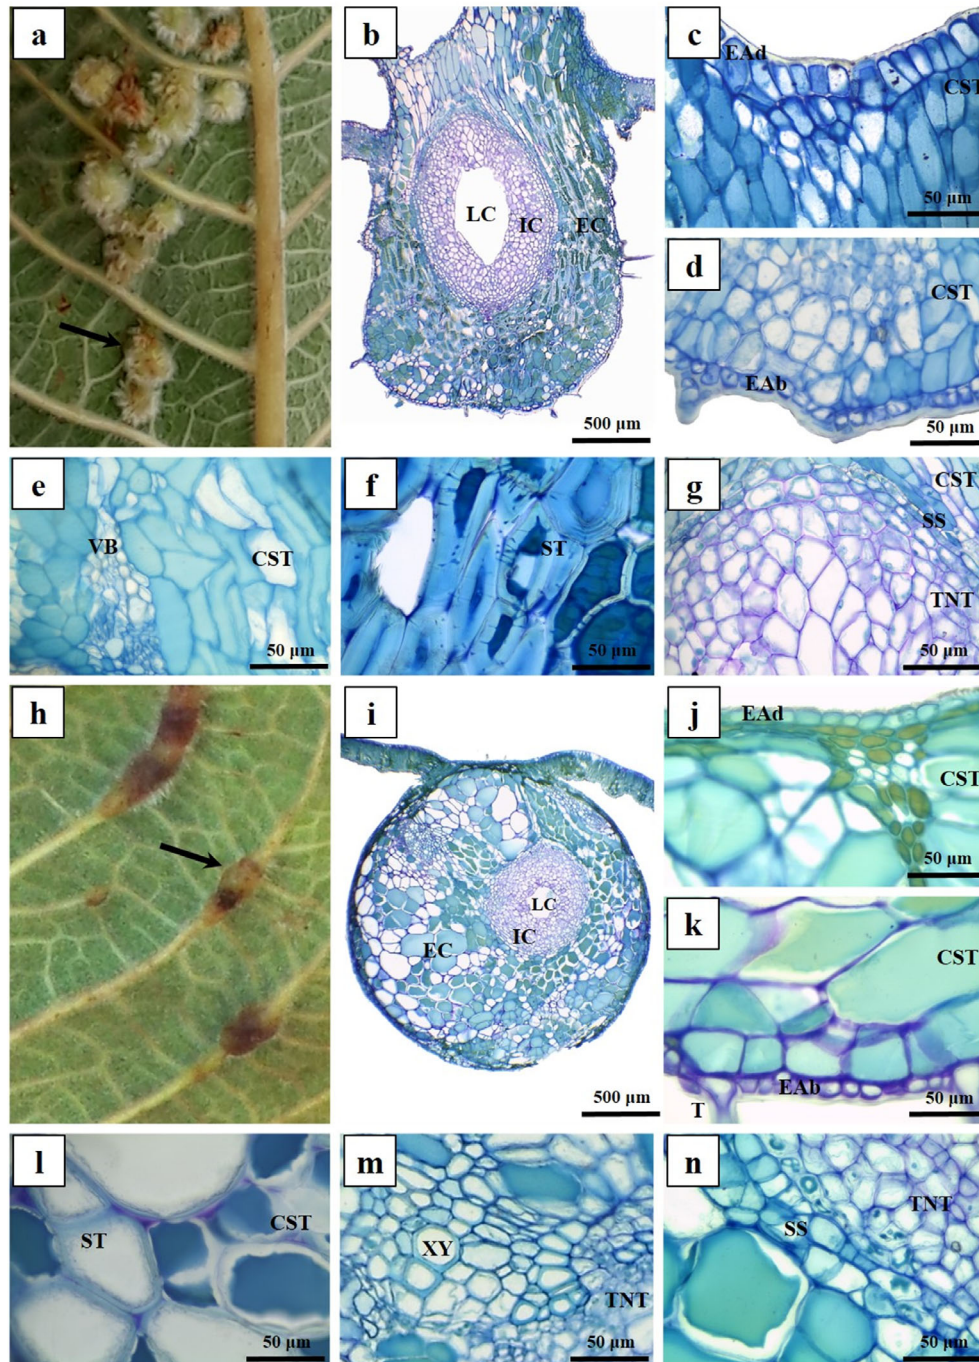 a
b
LC
IC
EC
500 µm
c
EAd
CST
50 µm
d
CST
EAb
50 µm
e
VB
CST
50 µm
f
ST
50 µm
g
CST
SS
TNT
50 µm
h
i
LC
IC
EC
500 µm
j
EAd
CST
50 µm
k
CST
EAb
T
50 µm
l
ST
CST
50 µm
m
XY
TNT
50 µm
n
TNT
SS
50 µm